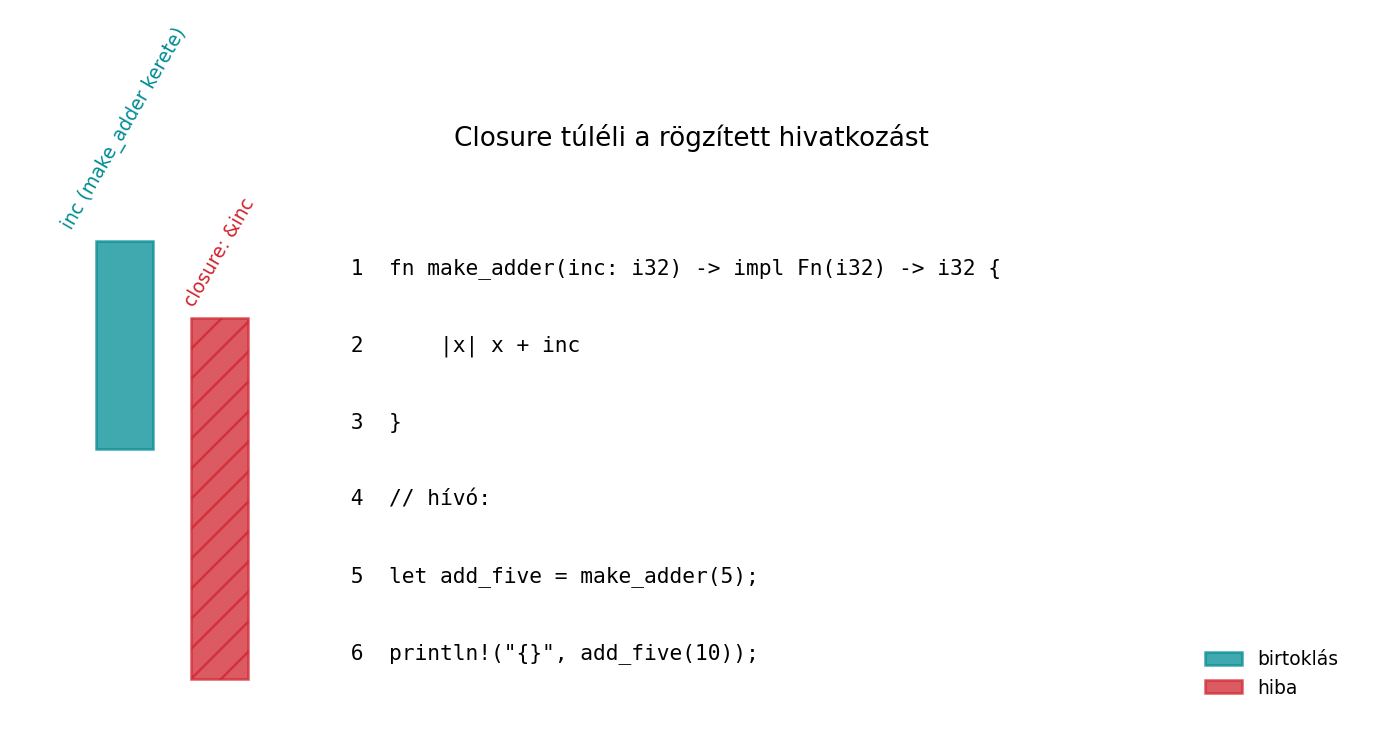 inc (make_adder kerete)
Closure túléli a rögzített hivatkozást
closure: &inc
1 fn make_adder(inc: i32) -> impl Fn(i32) -> i32 {
2     |x| x + inc
3 }
4 // hívó:
5 let add_five = make_adder(5);
6 println!("{}", add_five(10));
birtoklás
hiba